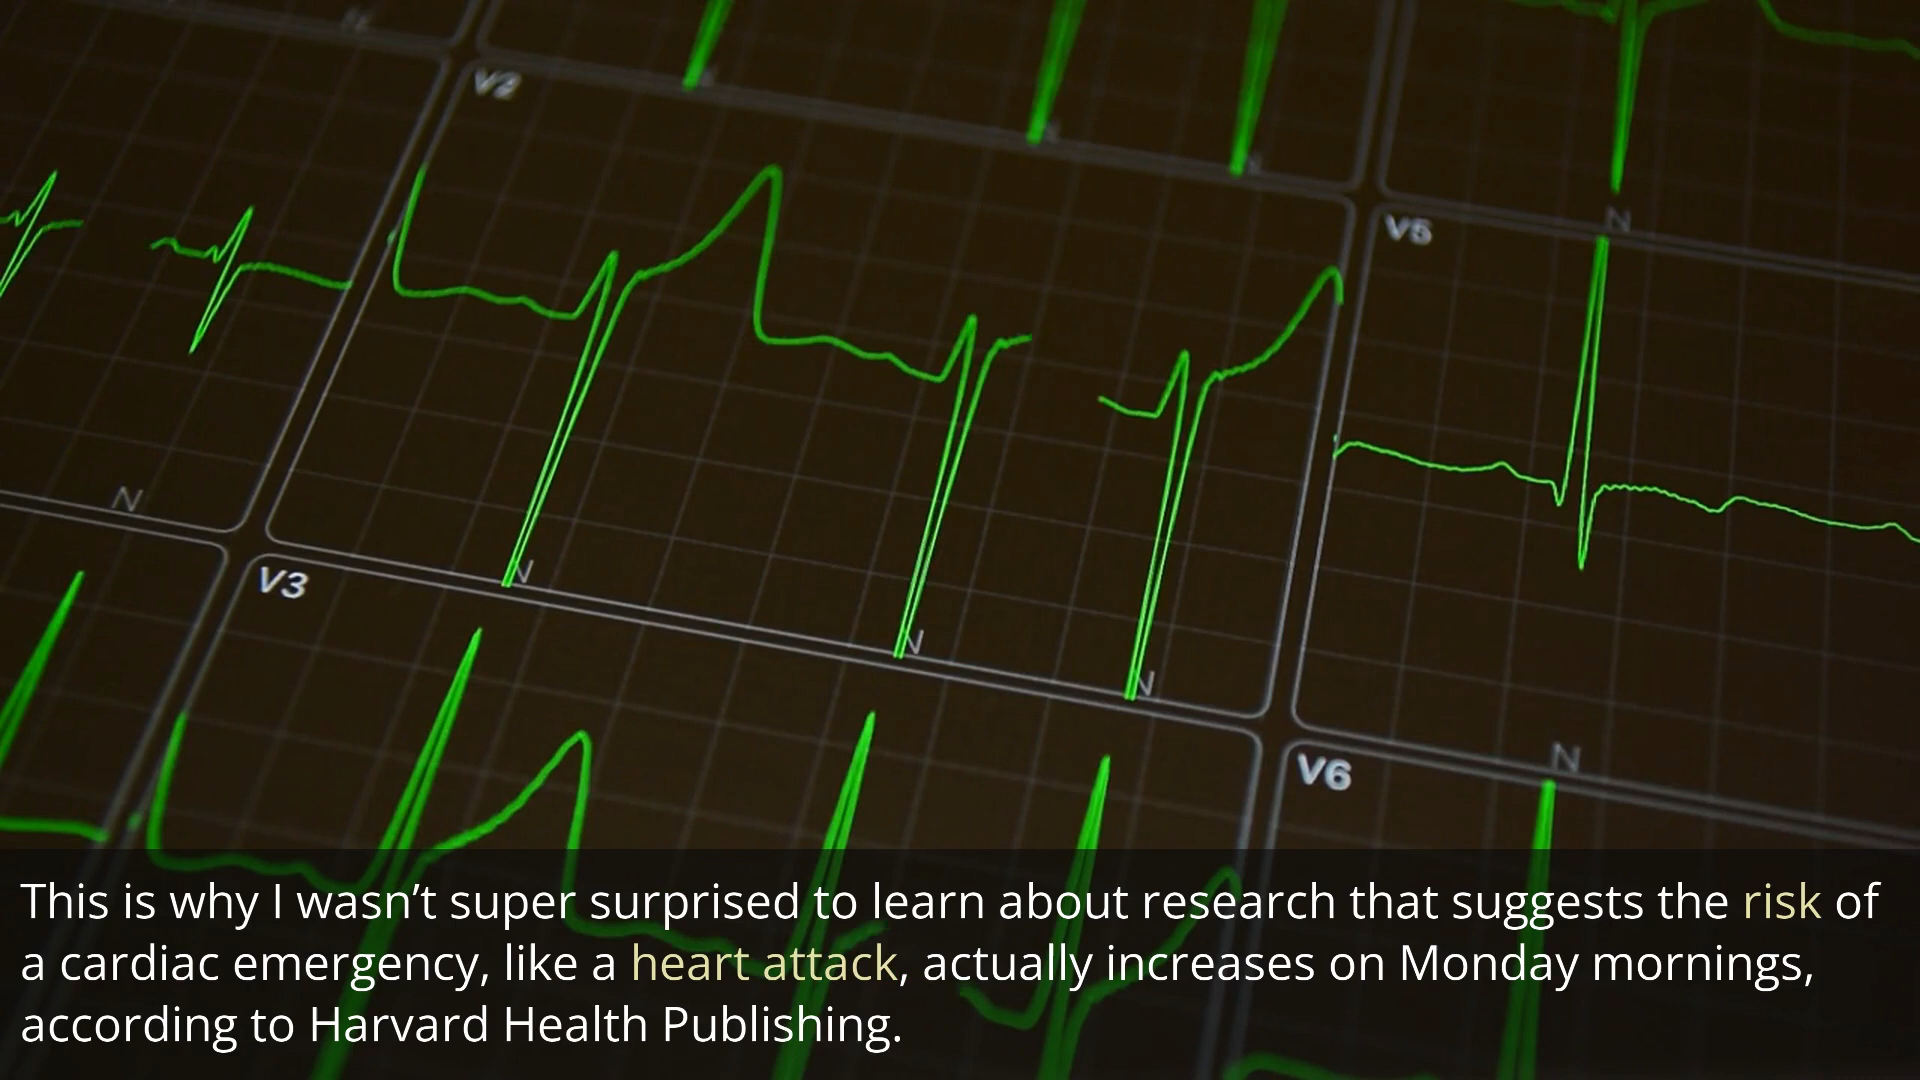 V2
N
N
N
N
V5
N
N
N
N
V3
N
V6
This is why I wasn’t super surprised to learn about research that suggests the risk of
a cardiac emergency, like a heart attack, actually increases on Monday mornings,
according to Harvard Health Publishing.